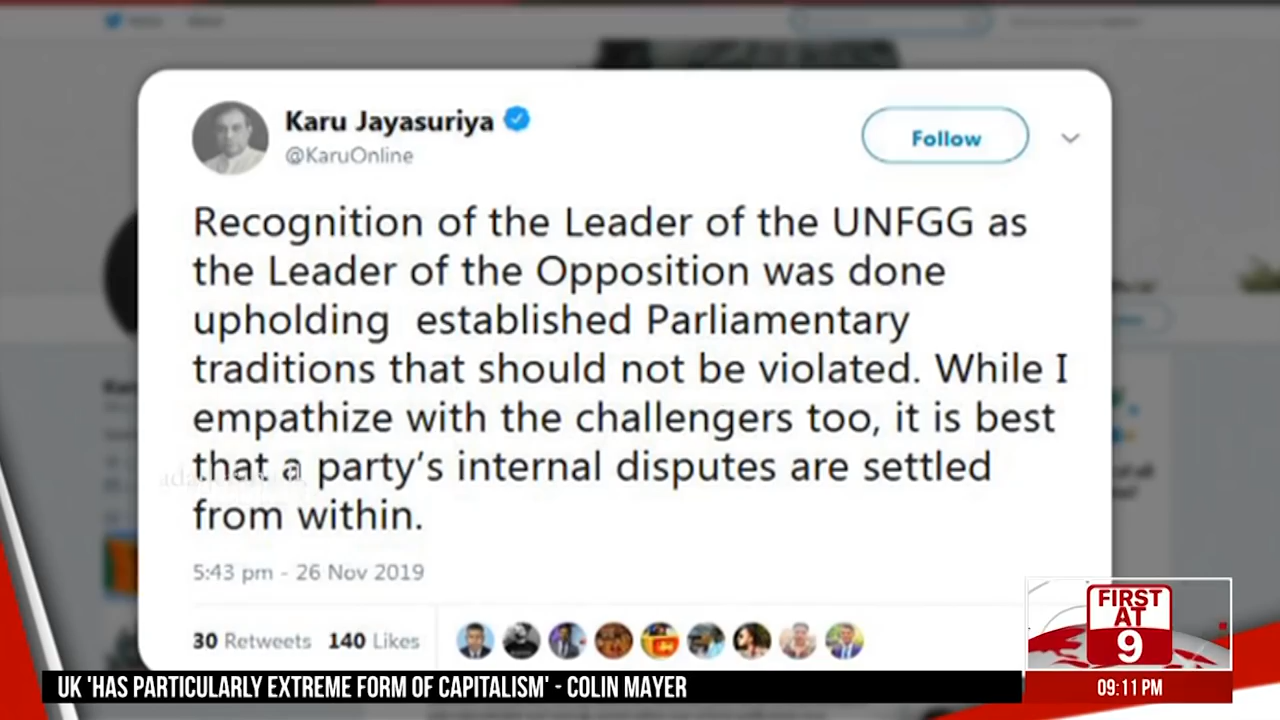 Karu Jayasuriya
@KaruOnline
Follow
Recognition of the Leader of the UNFGG as
the Leader of the Opposition was done
upholding established Parliamentary
traditions that should not be violated. While I
empathize with the challengers too, it is best
that a party's internal disputes are settled
from within.
5:43 pm - 26 Nov 2019
30 Retweets 140 Likes
FIRST
AT
9
UK 'HAS PARTICULARLY EXTREME FORM OF CAPITALISM' - COLIN MAYER
09:11 PM